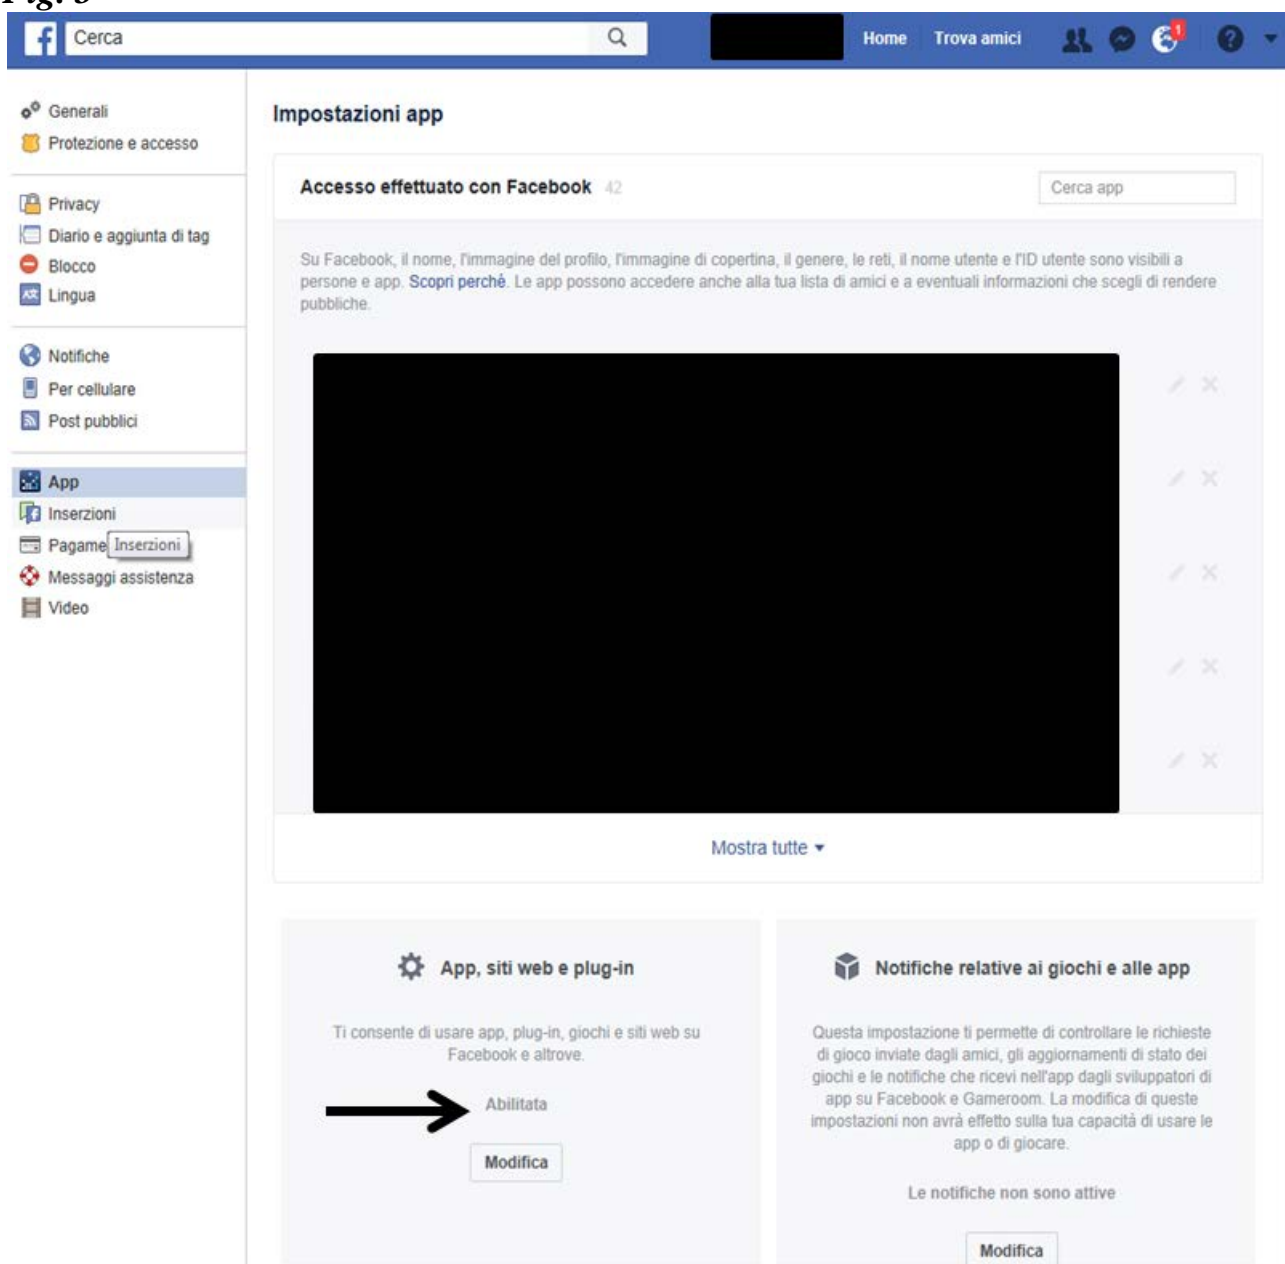 Cerca
Home Trova amici
1
Generali
Protezione e accesso
Privacy
Diario e aggiunta di tag
Blocco
Lingua
Notifiche
Per cellulare
Post pubblici
App
Inserzioni
Pagame Inserzioni
Messaggi assistenza
Video
Impostazioni app
Accesso effettuato con Facebook 42
Cerca app
Su Facebook, il nome, l'immagine del profilo, l'immagine di copertina, il genere, le reti, il nome utente e l'ID utente sono visibili a
persone e app. Scopri perché. Le app possono accedere anche alla tua lista di amici e a eventuali informazioni che scegli di rendere
pubbliche.
Mostra tutte
App, siti web e plug-in
Ti consente di usare app, plug-in, giochi e siti web su
Facebook e altrove.
Abilitata
Modifica
Notifiche relative ai giochi e alle app
Questa impostazione ti permette di controllare le richieste
di gioco inviate dagli amici, gli aggiornamenti di stato dei
giochi e le notifiche che ricevi nell'app dagli sviluppatori di
app su Facebook e Gameroom. La modifica di queste
impostazioni non avrà effetto sulla tua capacità di usare le
app o di giocare.
Le notifiche non sono attive
Modifica